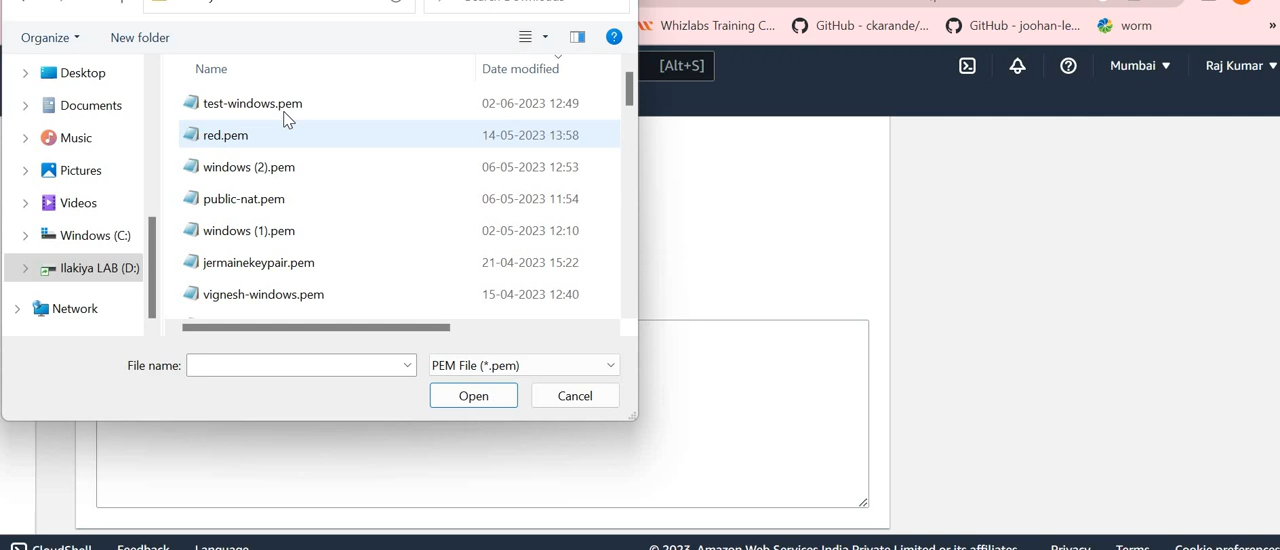 Whizlabs Training C...
GitHub - ckarande/...
GitHub - joohan-le...
worm
»
Organize
New folder
?
[Alt+S]
Mumbai
Raj Kumar
Name
Date modified
Desktop
Documents
Music
Pictures
Videos
Windows (C:)
Ilakiya LAB (D:)
Network
test-windows.pem 02-06-2023 12:49
red.pem 14-05-2023 13:58
windows (2).pem 06-05-2023 12:53
public-nat.pem 06-05-2023 11:54
windows (1).pem 02-05-2023 12:10
jermainekeypair.pem 21-04-2023 15:22
vignesh-windows.pem 15-04-2023 12:40
File name:
PEM File (*.pem)
Open
Cancel
CloudShell Feedback Language © 2023, Amazon Web Services India Private Limited or its affiliates. Privacy Terms Cookie preferences